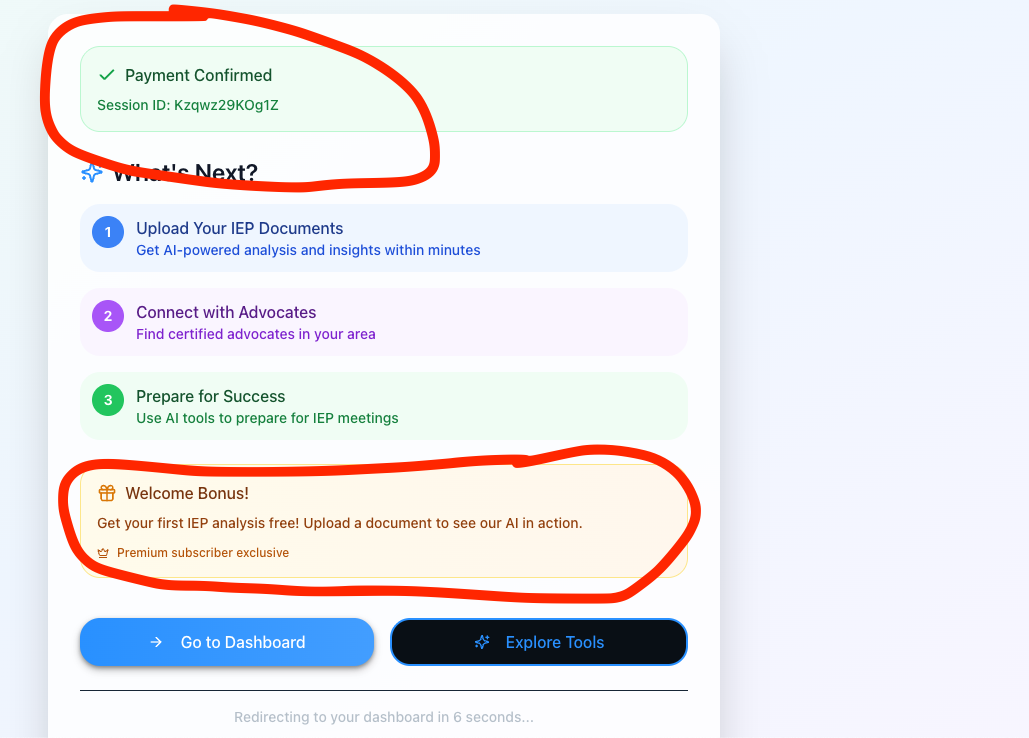 Payment Confirmed
Session ID: Kzqwz29KOg1Z
What's Next?
1
Upload Your IEP Documents
Get AI-powered analysis and insights within minutes
2
Connect with Advocates
Find certified advocates in your area
3
Prepare for Success
Use AI tools to prepare for IEP meetings
Welcome Bonus!
Get your first IEP analysis free! Upload a document to see our AI in action.
Premium subscriber exclusive
Go to Dashboard
Explore Tools
Redirecting to your dashboard in 6 seconds...